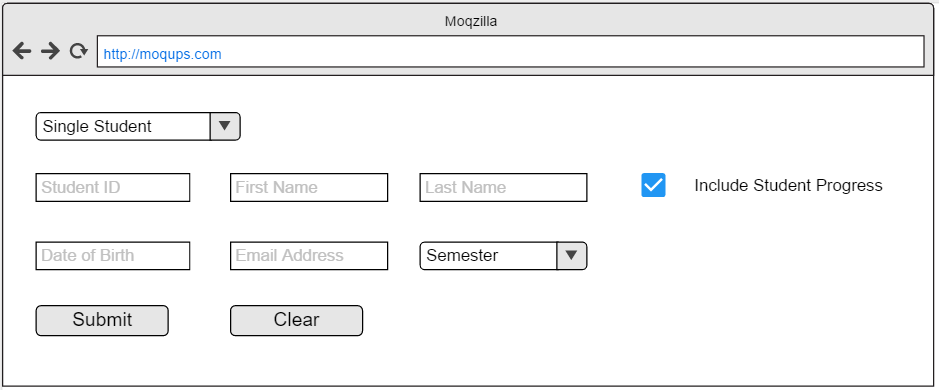 Moqzilla
http://moqups.com
Single Student
Student ID First Name Last Name Include Student Progress
Date of Birth Email Address Semester
Submit Clear